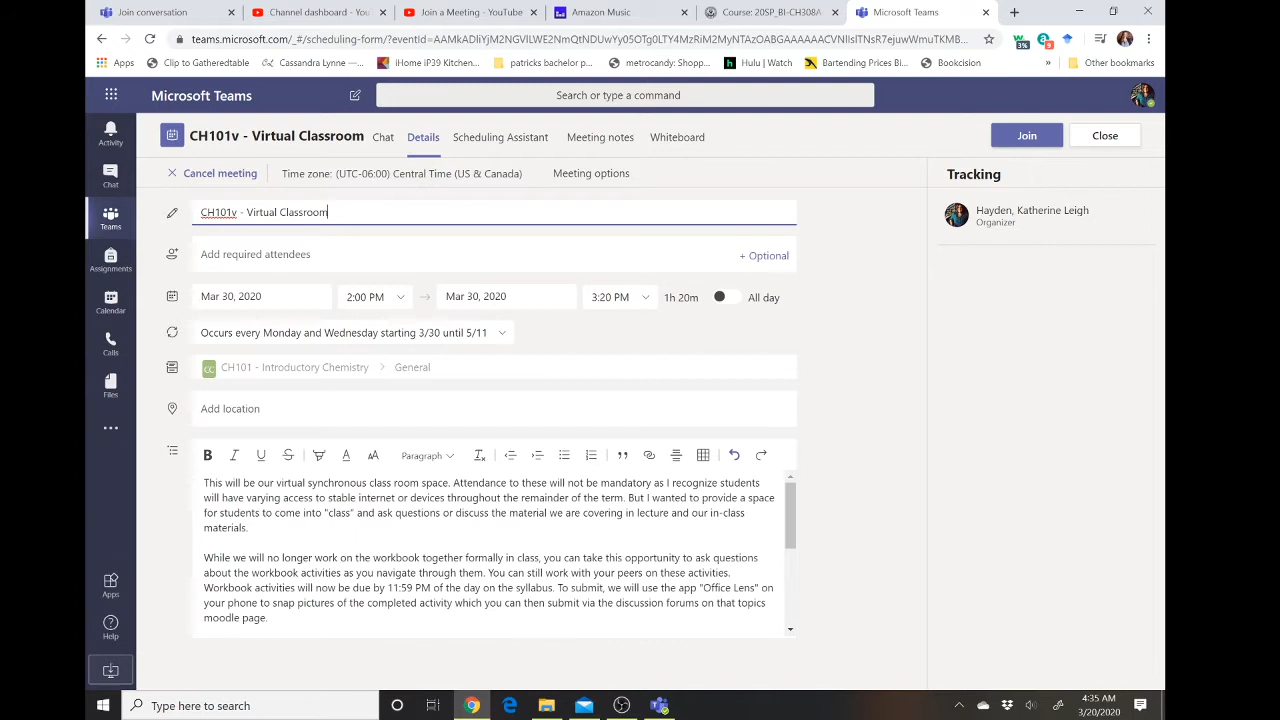 Join conversation
Channel dashboard - YouT
Join a Meeting - YouTube
Amazon Music
Course: 20SP_BI-CH308A
Microsoft Teams
teams.microsoft.com/_#/scheduling-form/?eventId=
3%
9
Apps
Clip to Gatheredtable
Cassandra Lynne
iHome iP39 Kitchen...
patrick bachelor p...
metrocandy: Shopp...
Hulu | Watch
Bartending Prices Bi...
Bookcision
»
Other bookmarks
Microsoft Teams
Search or type a command
Activity
Chat
Teams
Assignments
Calendar
Calls
Files
Apps
Help
CH101v - Virtual Classroom
Chat
Details
Scheduling Assistant
Meeting notes
Whiteboard
Join
Close
Cancel meeting
Time zone: (UTC-06:00) Central Time (US & Canada)
Meeting options
Tracking
Hayden, Katherine Leigh
Organizer
CH101v - Virtual Classroom
Add required attendees
+ Optional
Mar 30, 2020
2:00 PM
Mar 30, 2020
3:20 PM
1h 20m
All day
Occurs every Monday and Wednesday starting 3/30 until 5/11
CC CH101 - Introductory Chemistry > General
Add location
B I U S A AA Paragraph
This will be our virtual synchronous class room space. Attendance to these will not be mandatory as I recognize students
will have varying access to stable internet or devices throughout the remainder of the term. But I wanted to provide a space
for students to come into "class" and ask questions or discuss the material we are covering in lecture and our in-class
materials.
While we will no longer work on the workbook together formally in class, you can take this opportunity to ask questions
about the workbook activities as you navigate through them. You can still work with your peers on these activities.
Workbook activities will now be due by 11:59 PM of the day on the syllabus. To submit, we will use the app "Office Lens" on
your phone to snap pictures of the completed activity which you can then submit via the discussion forums on that topics
moodle page.
Type here to search
4:35 AM
3/20/2020